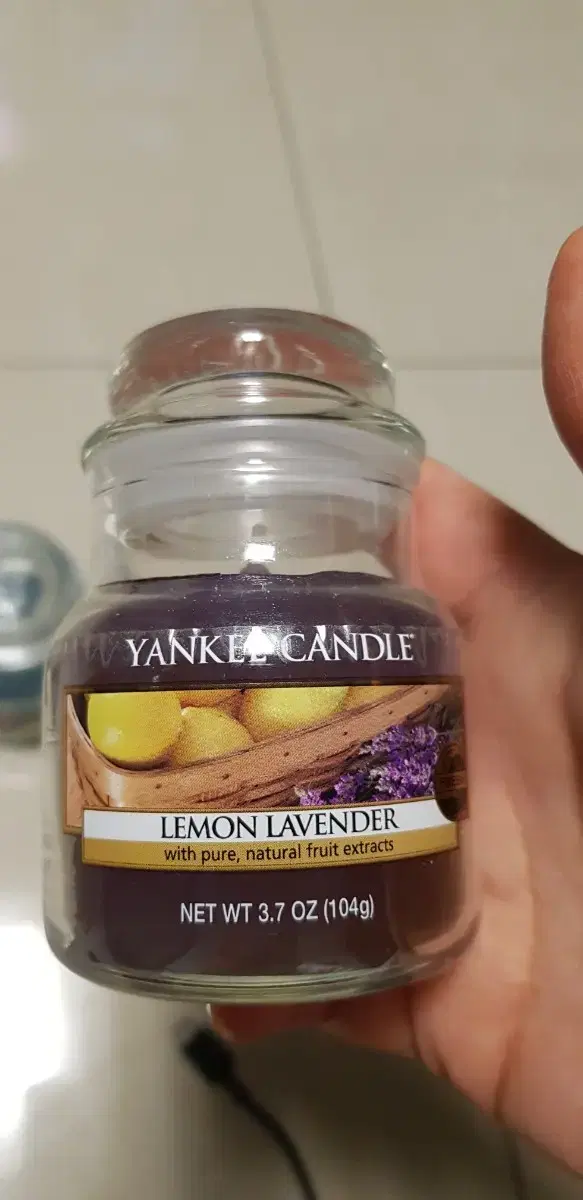 YANKEE CANDLE®
LEMON LAVENDER
with pure, natural fruit extracts
NET WT 3.7 OZ (104g)